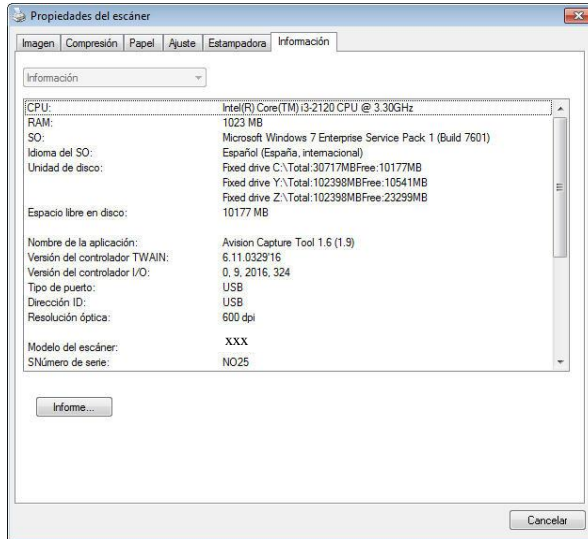 Propiedades del escáner
Imagen Compresión Papel Ajuste Estampadora Información
Información
CPU: Intel(R) Core(TM) i3-2120 CPU @ 3.30GHz
RAM: 1023 MB
SO: Microsoft Windows 7 Enterprise Service Pack 1 (Build 7601)
Idioma del SO: Español (España, internacional)
Unidad de disco: Fixed drive C:\Total:30717MBFree:10177MB
Fixed drive Y:\Total:102398MBFree:10541MB
Fixed drive Z:\Total:102398MBFree:23299MB
Espacio libre en disco: 10177 MB
Nombre de la aplicación: Avision Capture Tool 1.6 (1.9)
Versión del controlador TWAIN: 6.11.0329'16
Versión del controlador I/O: 0, 9, 2016, 324
Tipo de puerto: USB
Dirección ID: USB
Resolución óptica: 600 dpi
Modelo del escáner: XXX
SNúmero de serie: NO25
Informe...
Cancelar